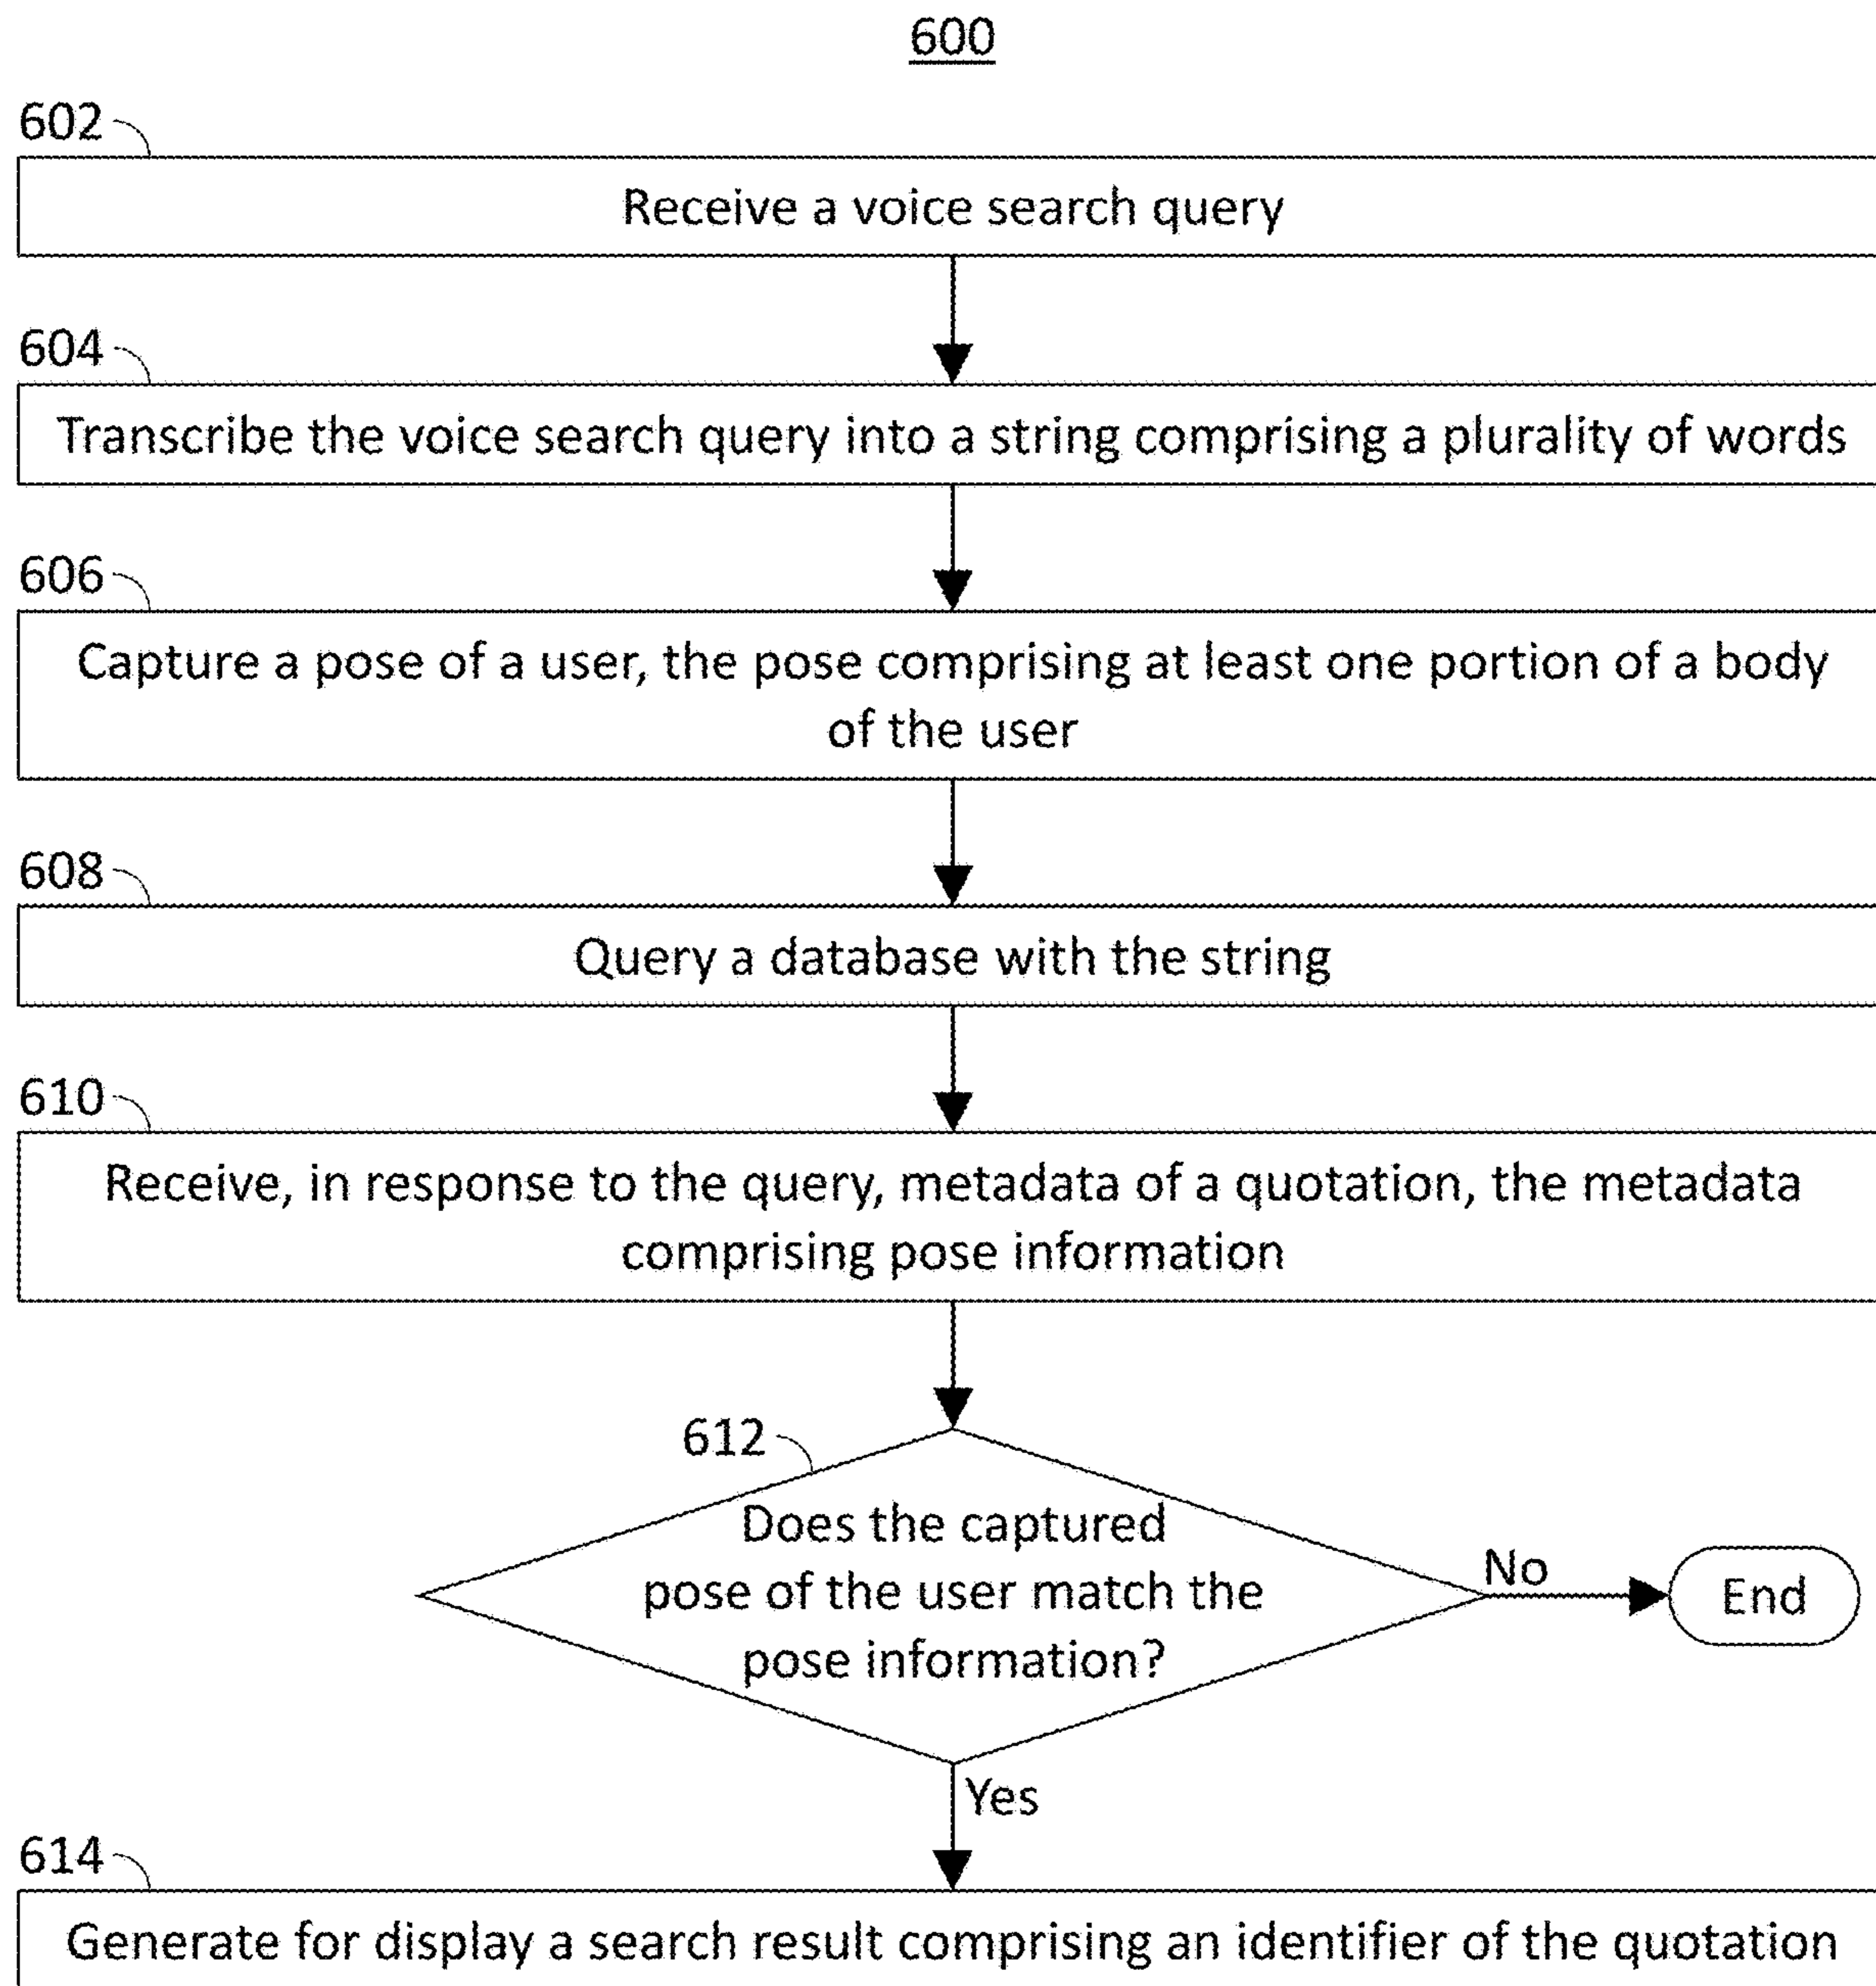 600
602
Receive a voice search query
604
Transcribe the voice search query into a string comprising a plurality of words
606
Capture a pose of a user, the pose comprising at least one portion of a body
of the user
608
Query a database with the string
610
Receive, in response to the query, metadata of a quotation, the metadata
comprising pose information
612
Does the captured
pose of the user match the
pose information?
No
End
Yes
614
Generate for display a search result comprising an identifier of the quotation